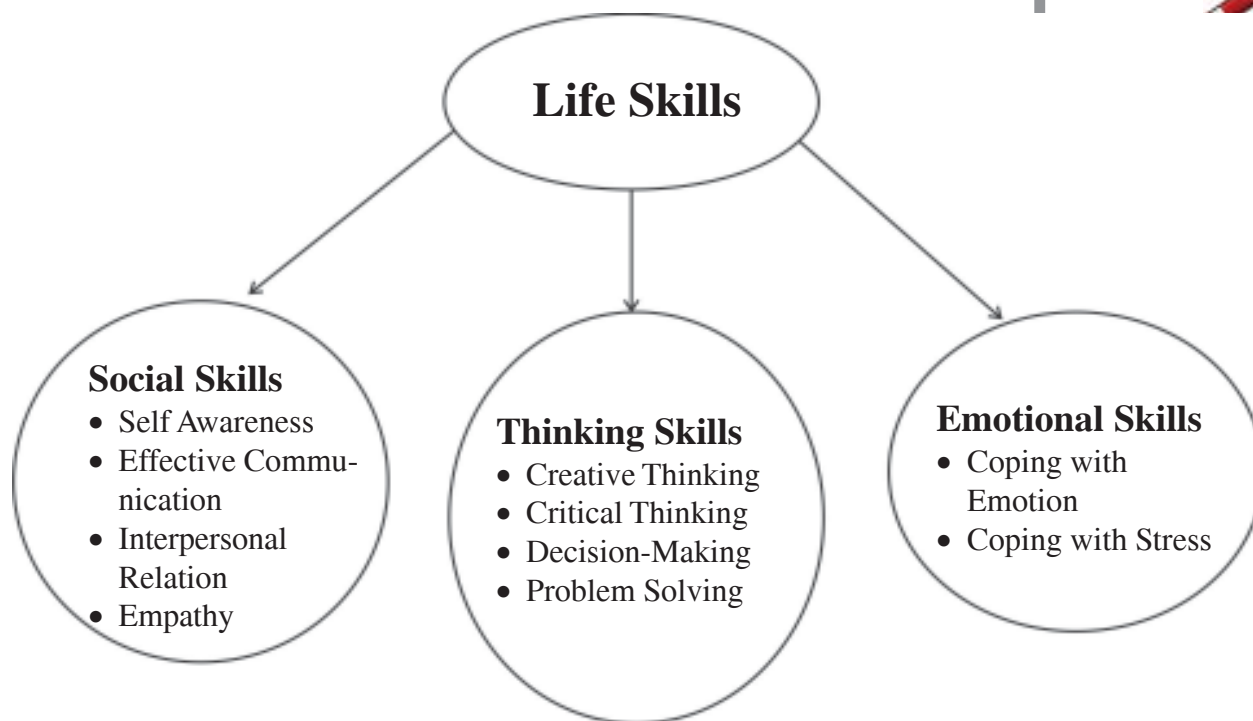 Life Skills
Social Skills
• Self Awareness
• Effective Commu-
nication
• Interpersonal
Relation
• Empathy
Thinking Skills
• Creative Thinking
• Critical Thinking
• Decision-Making
• Problem Solving
Emotional Skills
• Coping with
Emotion
• Coping with Stress